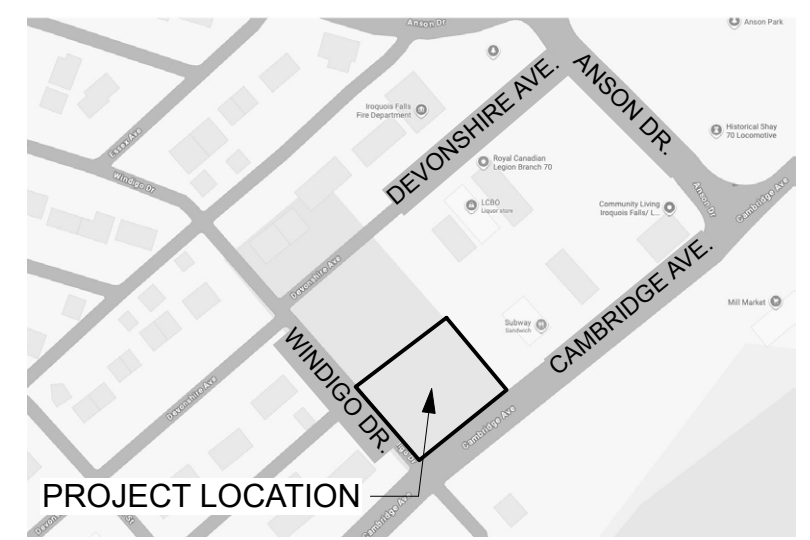 Anson Dr
Anson Park
Iroquois Falls
Fire Department
DEVONSHIRE AVE.
ANSON DR.
Essex Ave
Historical Shay
70 Locomotive
Royal Canadian
Legion Branch 70
Windigo Dr
LCBO
Liquor store
Community Living
Iroquois Falls/ L...
Anson Dr
Cambridge Ave
Devonshire Ave
CAMBRIDGE AVE.
Mill Market
Subway
Sandwich
WINDIGO DR.
Devonshire Ave
Cambridge Ave
PROJECT LOCATION
Cambridge Ave